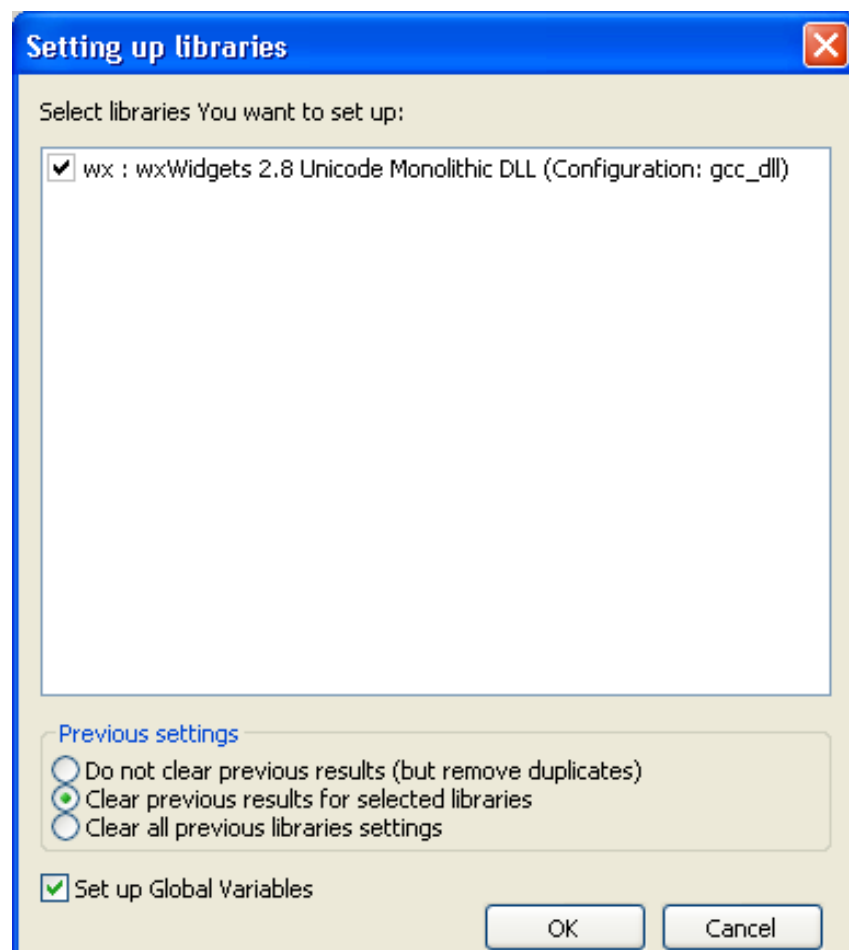 Setting up libraries
Select libraries You want to set up:
wx : wxWidgets 2.8 Unicode Monolithic DLL (Configuration: gcc_dll)
Previous settings
Do not clear previous results (but remove duplicates)
Clear previous results for selected libraries
Clear all previous libraries settings
Set up Global Variables
OK Cancel